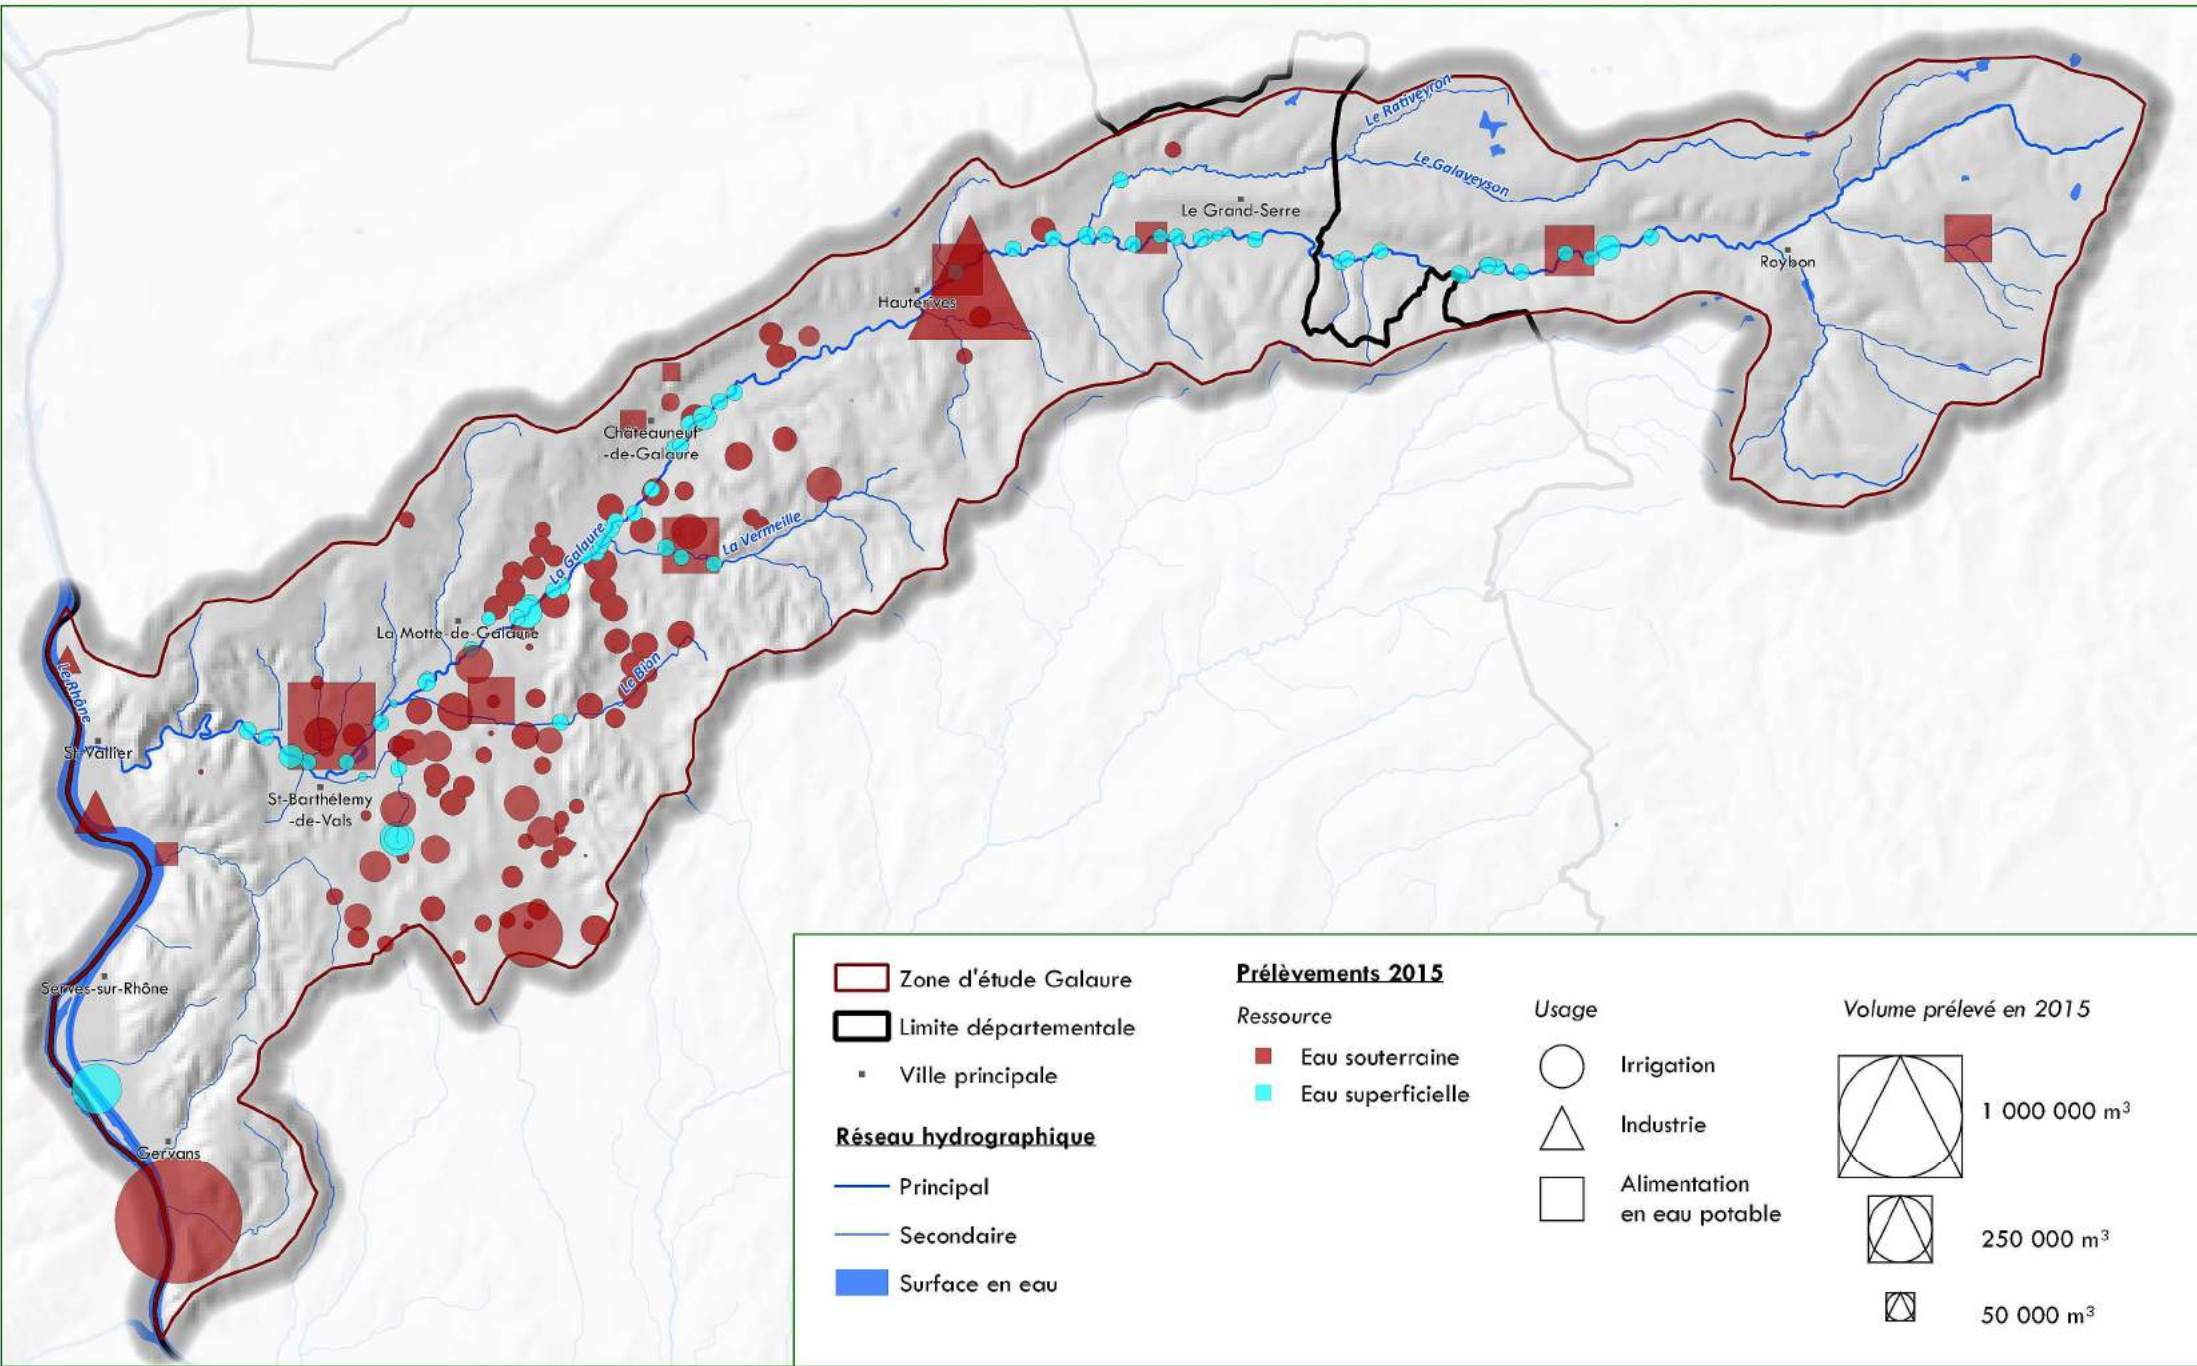 Le Rativeyron
Le Galaveyson
Le Grand-Serre
Roybon
Hauterives
Châteauneuf
-de-Galaure
La Vermeille
La Galaure
La Motte-de-Galaure
Le Bion
Le Rhône
St-Vallier
St-Barthélemy
-de-Vals
Serves-sur-Rhône
Gervans
Zone d'étude Galaure
Limite départementale
Ville principale
Réseau hydrographique
Principal
Secondaire
Surface en eau
Prélèvements 2015
Ressource
Eau souterraine
Eau superficielle
Usage
Irrigation
Industrie
Alimentation
en eau potable
Volume prélevé en 2015
1 000 000 m³
250 000 m³
50 000 m³